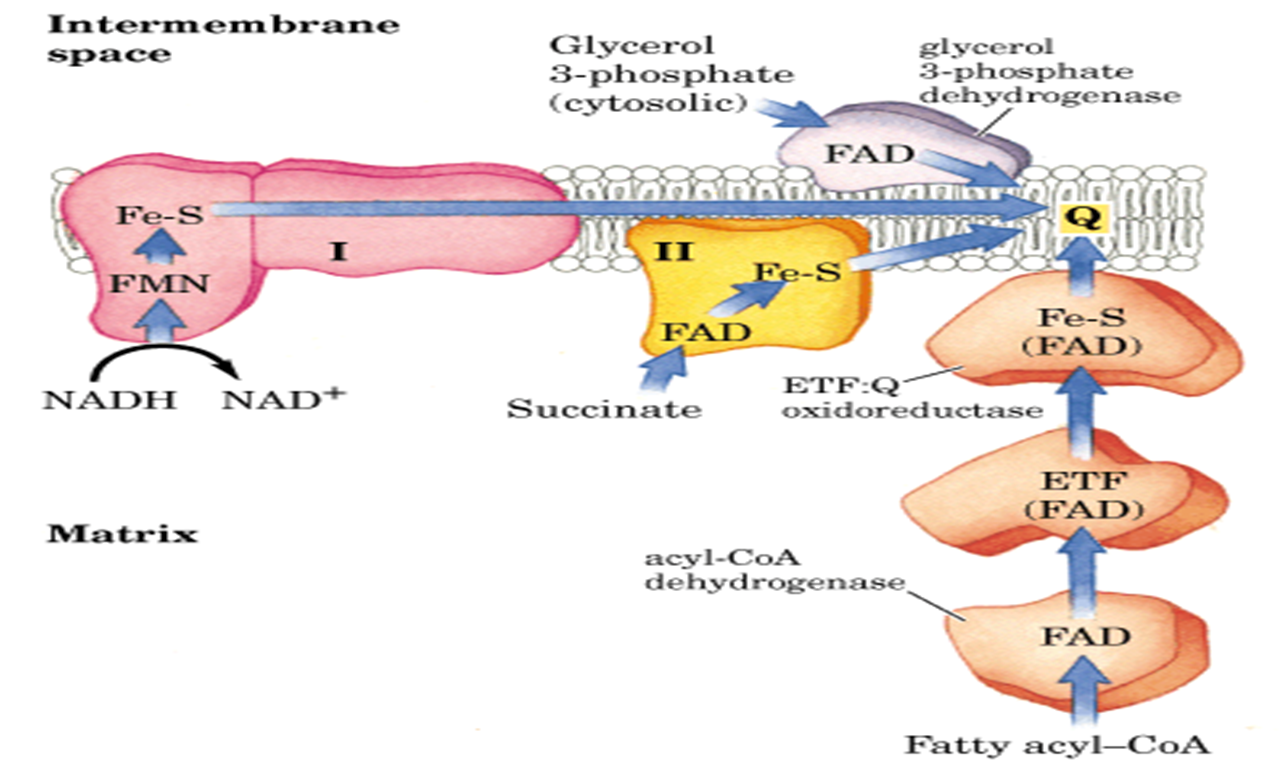 Intermembrane
space
Glycerol
3-phosphate
(cytosolic)
glycerol
3-phosphate
dehydrogenase
FAD
Fe-S
I
FMN
NADH
NAD+
Q
II
Fe-S
FAD
Succinate
Fe-S
(FAD)
ETF:Q
oxidoreductase
ETF
(FAD)
Matrix
acyl-CoA
dehydrogenase
FAD
Fatty acyl–CoA